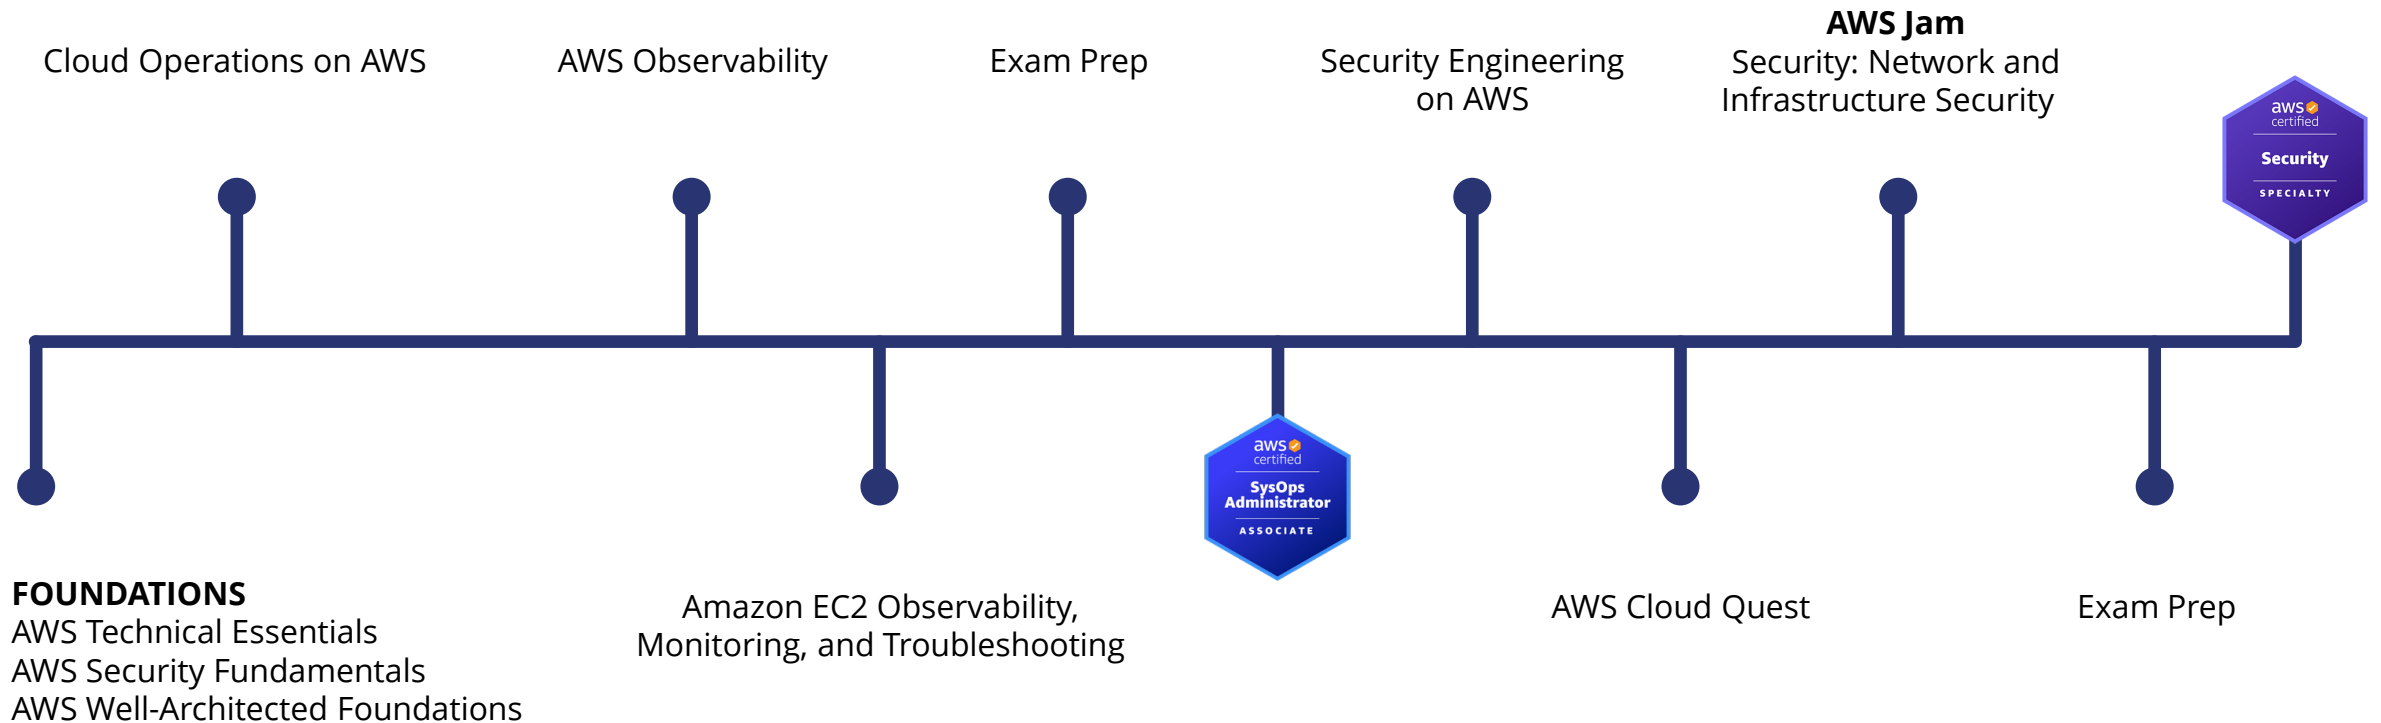 Cloud Operations on AWS
AWS Observability
Exam Prep
Security Engineering
on AWS
AWS Jam
Security: Network and
Infrastructure Security
aws
certified
Security
SPECIALTY
aws
certified
SysOps
Administrator
ASSOCIATE
FOUNDATIONS
AWS Technical Essentials
AWS Security Fundamentals
AWS Well-Architected Foundations
Amazon EC2 Observability,
Monitoring, and Troubleshooting
AWS Cloud Quest
Exam Prep